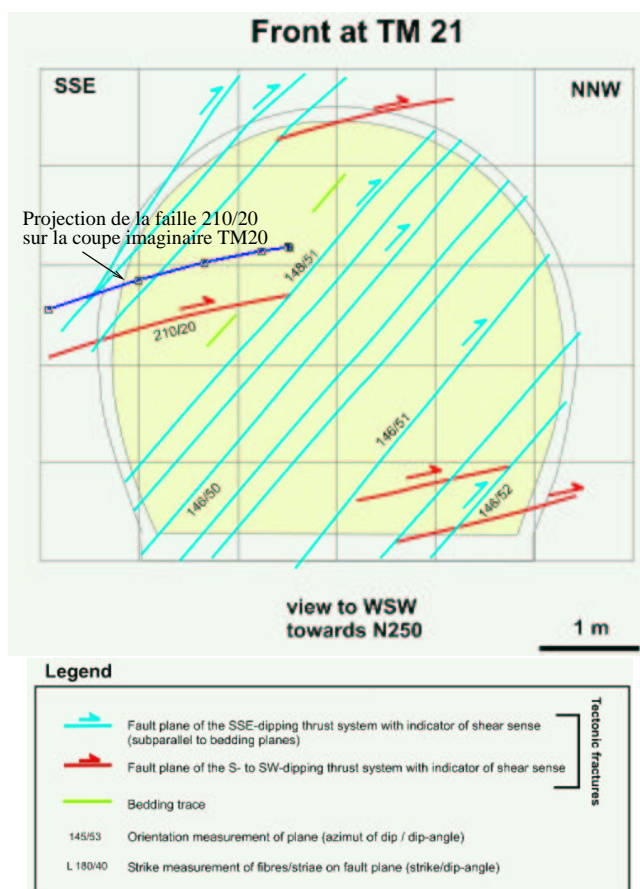 Front at TM 21
SSE
NNW
Projection de la faille 210/20
sur la coupe imaginaire TM20
148/51
210/20
146/51
146/50
146/52
view to WSW
towards N250
1 m
Legend
Fault plane of the SSE-dipping thrust system with indicator of shear sense
(subparallel to bedding planes)
Fault plane of the S- to SW-dipping thrust system with indicator of shear sense
Tectonic fractures
Bedding trace
145/53 Orientation measurement of plane (azimut of dip / dip-angle)
L 180/40 Strike measurement of fibres/striae on fault plane (strike/dip-angle)